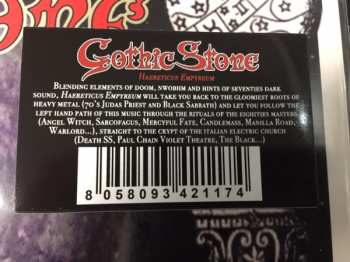 Gothic Stone
Haereticus Empyreum
Blending elements of doom, NWOBHM and hints of seventies dark
sound, Haereticus Empyreum will take you back to the gloomiest roots of
heavy metal (70's Judas Priest and Black Sabbath) and let you follow the
left hand path of this music through the rituals of the eighties masters
(Angel Witch, Sarcofagus, Mercyful Fate, Candlemass, Manilla Road,
Warlord...), straight to the crypt of the Italian electric church
(Death SS, Paul Chain Violet Theatre, The Black...)
8 058093 421174